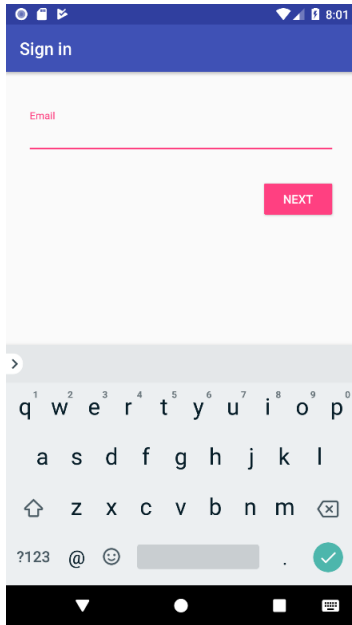 8:01
Sign in
Email
NEXT
1 2 3 4 5 6 7 8 9 0
q w e r t y u i o p
a s d f g h j k l
z x c v b n m
?123 @ .